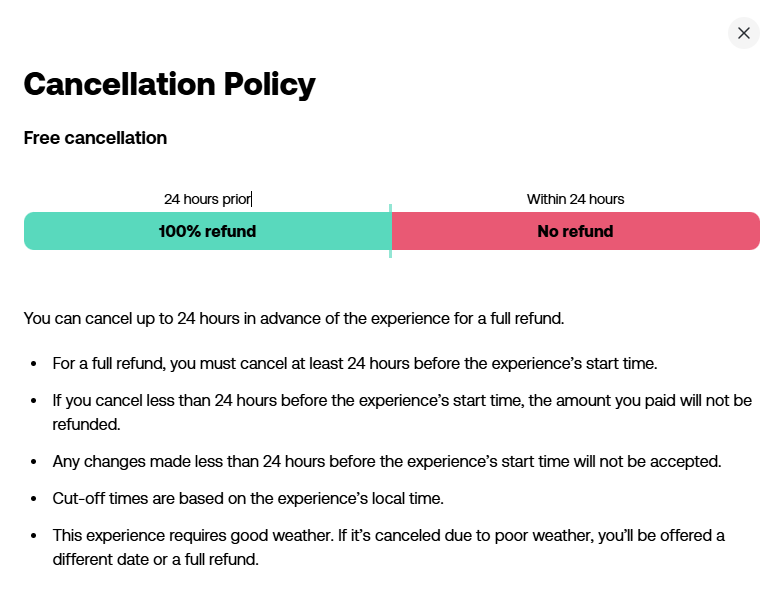 Cancellation Policy
Free cancellation
24 hours prior
Within 24 hours
100% refund
No refund
You can cancel up to 24 hours in advance of the experience for a full refund.
• For a full refund, you must cancel at least 24 hours before the experience’s start time.
• If you cancel less than 24 hours before the experience’s start time, the amount you paid will not be
refunded.
• Any changes made less than 24 hours before the experience’s start time will not be accepted.
• Cut-off times are based on the experience’s local time.
• This experience requires good weather. If it’s canceled due to poor weather, you’ll be offered a
different date or a full refund.